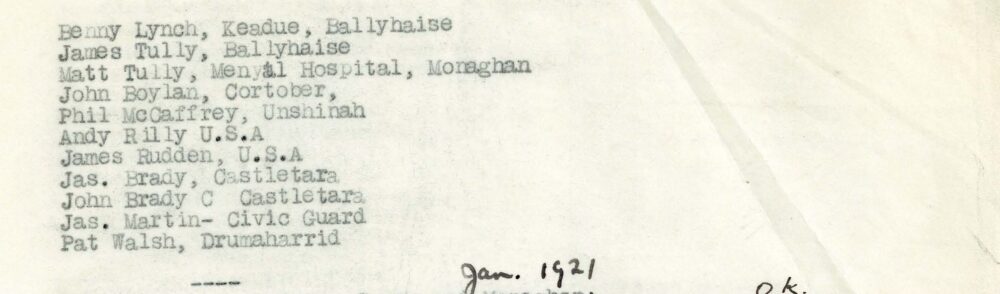 Benny Lynch, Keadue, Ballyhaise
James Tully, Ballyhaise
Matt Tully, Menyal Hospital, Monaghan
John Boylan, Cortober,
Phil McCaffrey, Unshinah
Andy Rilly U.S.A
James Rudden, U.S.A
Jas. Brady, Castletara
John Brady C  Castletara
Jas. Martin- Civic Guard
Pat Walsh, Drumaharrid
----
Jan. 1921
Monaghan:
O.K.